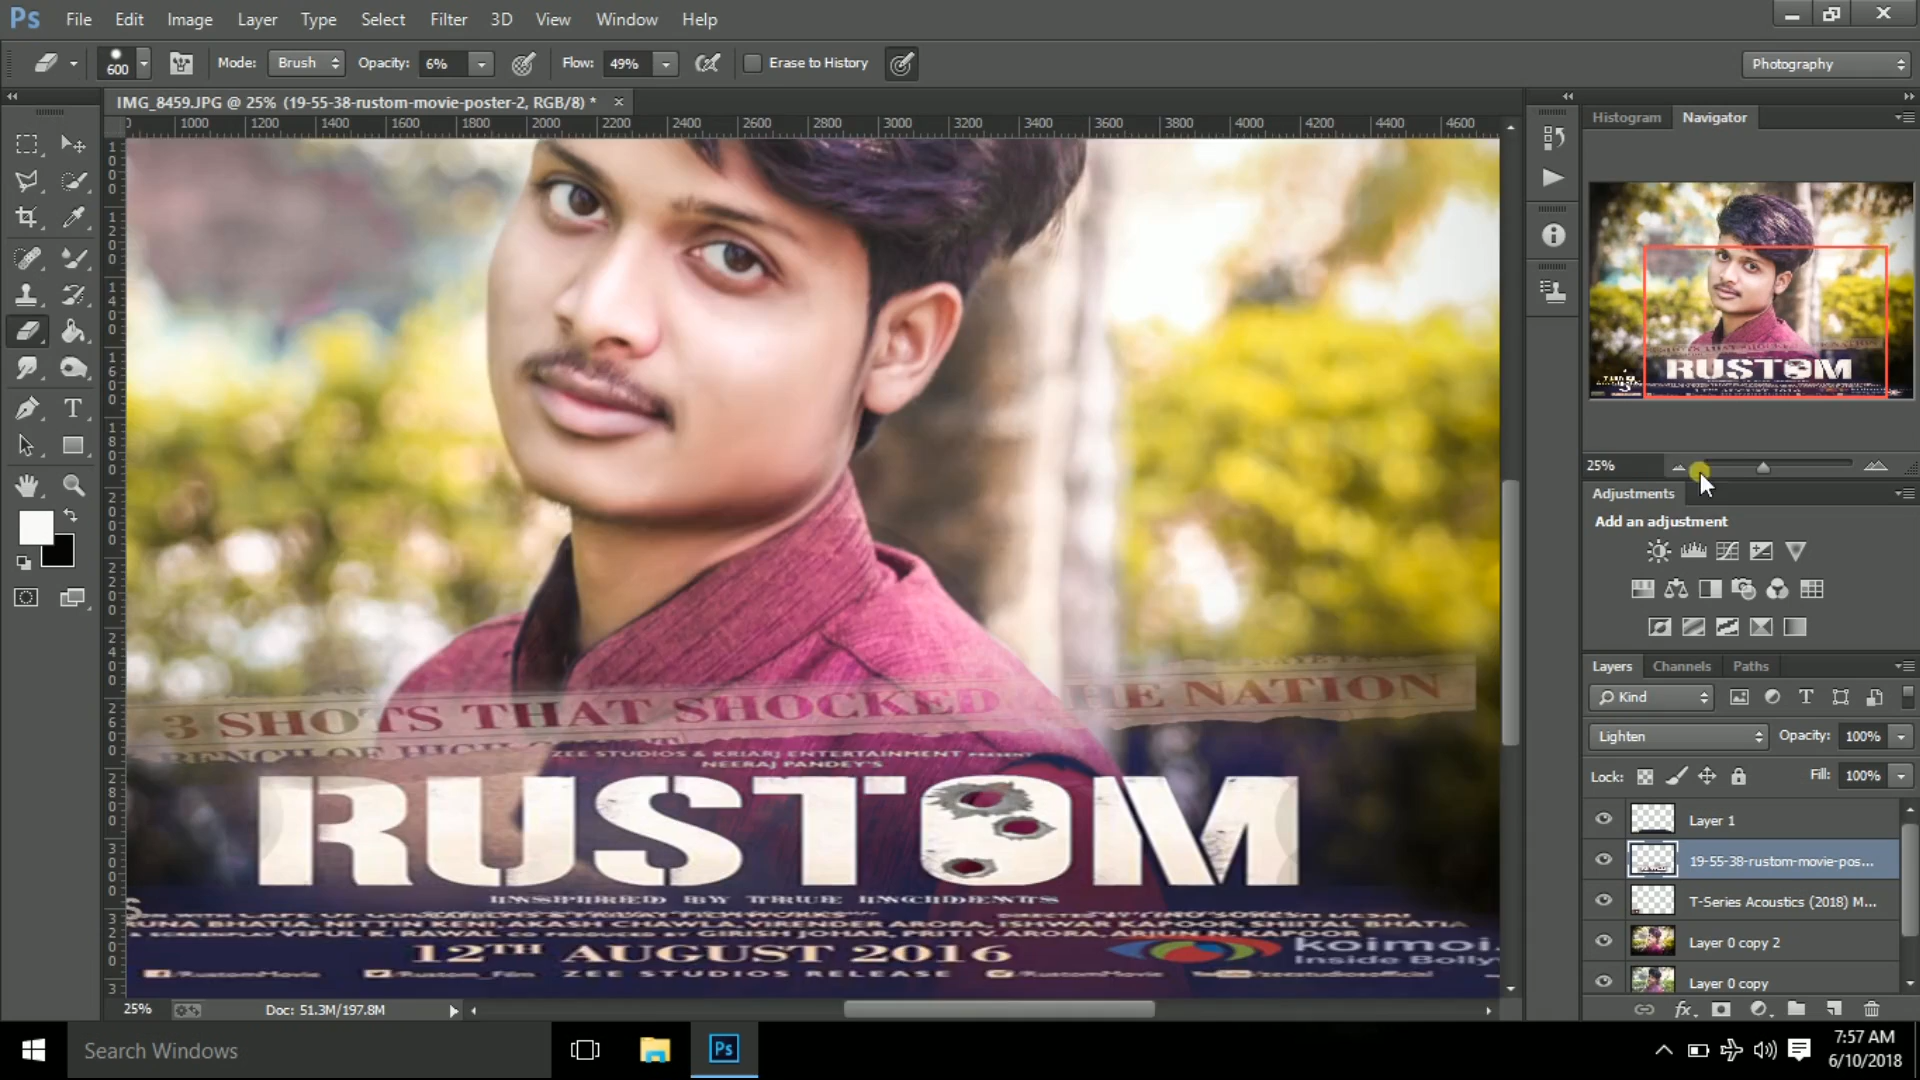 Ps File Edit Image Layer Type Select Filter 3D View Window Help
600 Mode: Brush Opacity: 6% Flow: 49% Erase to History Photography
IMG_8459.JPG @ 25% (19-55-38-rustom-movie-poster-2, RGB/8) * ×
1000 1200 1400 1600 1800 2000 2200 2400 2600 2800 3000 3200 3400 3600 3800 4000 4200 4400 4600
Histogram Navigator
RUSTOM
25%
Adjustments
Add an adjustment
Layers Channels Paths
Kind
Lighten Opacity: 100%
Lock: Fill: 100%
Layer 1
19-55-38-rustom-movie-pos...
T-Series Acoustics (2018) M...
Layer 0 copy 2
Layer 0 copy
3 SHOTS THAT SHOCKED THE NATION
ZEE STUDIOS & KRIARJ ENTERTAINMENT PRESENT
NEERAJ PANDEY'S
RUSTOM
INSPIRED BY TRUE INCIDENTS
12TH AUGUST 2016
koimoi.
Inside Bolly
RustomMovie Rustom_Film ZEE STUDIOS RELEASE RustomMovie zeestudiosofficial
25% Doc: 51.3M/197.8M
Search Windows
Ps
7:57 AM
6/10/2018